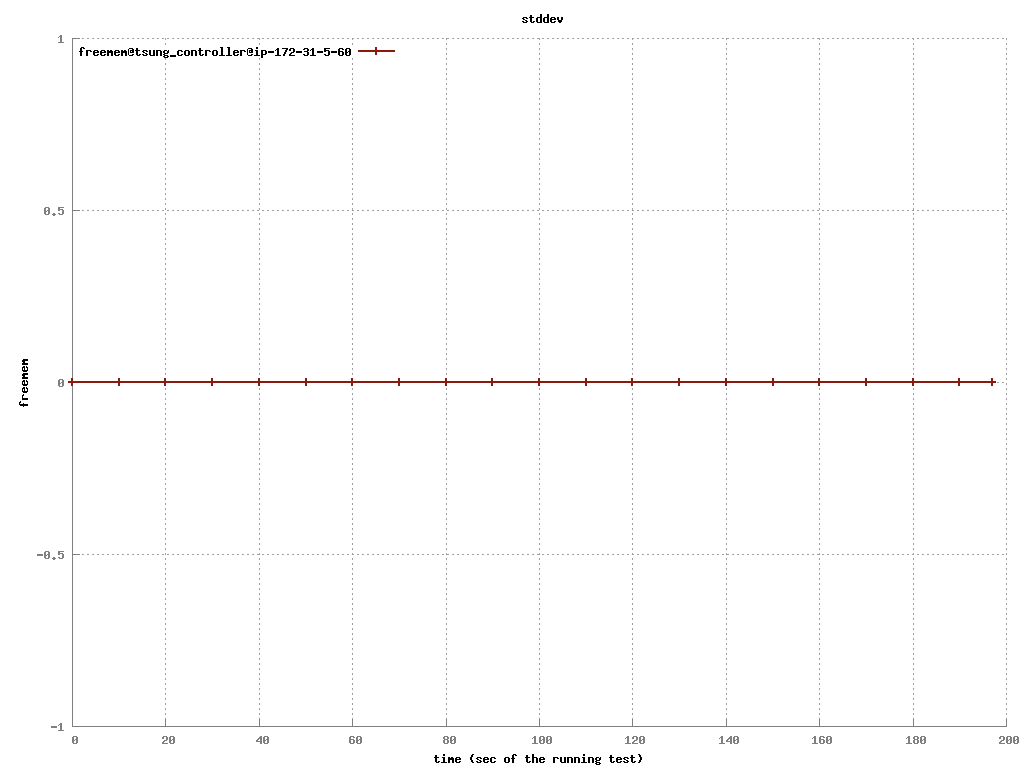 stddev
freemem@tsung_controller@ip-172-31-5-60
1
0.5
0
-0.5
-1
freemem
0 20 40 60 80 100 120 140 160 180 200
time (sec of the running test)